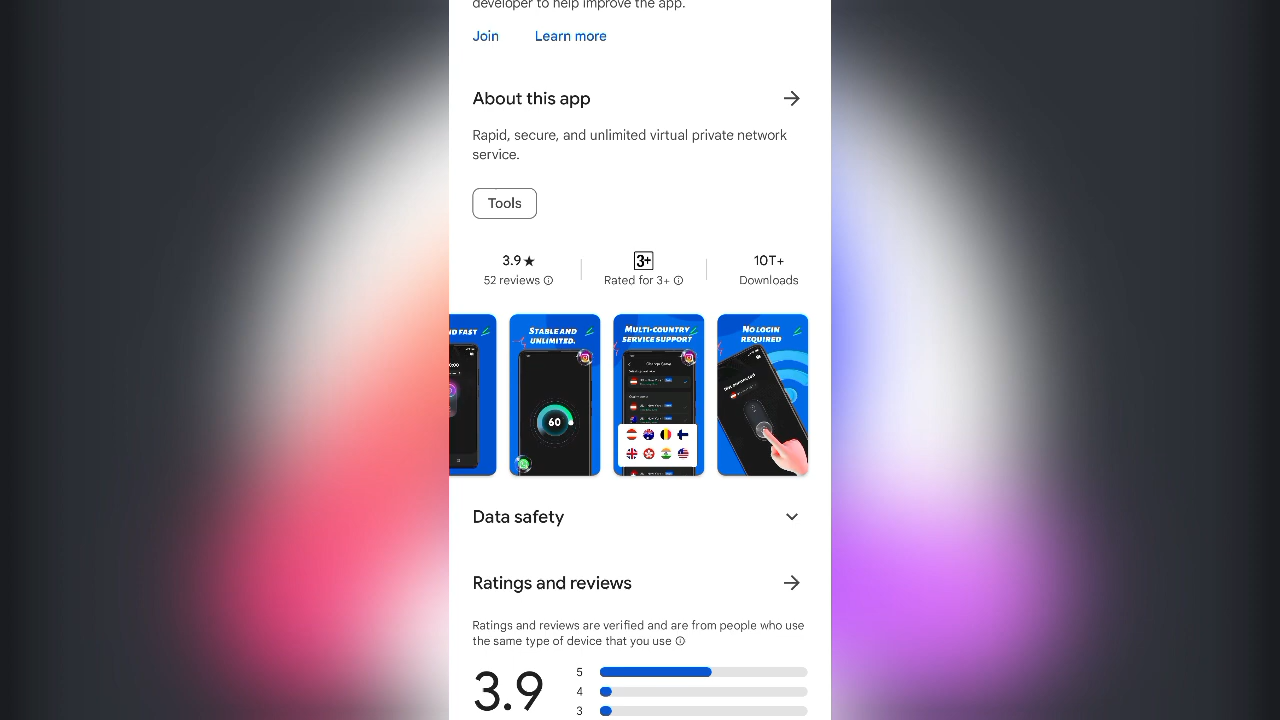 developer to help improve the app.
Join Learn more
About this app
Rapid, secure, and unlimited virtual private network
service.
Tools
3.9★ 3+ 10T+
52 reviews Rated for 3+ Downloads
ND FAST
STABLE AND
UNLIMITED.
60
MULTI-COUNTRY
SERVICE SUPPORT
NO LOGIN
REQUIRED
Data safety
Ratings and reviews
Ratings and reviews are verified and are from people who use
the same type of device that you use
3.9
5
4
3